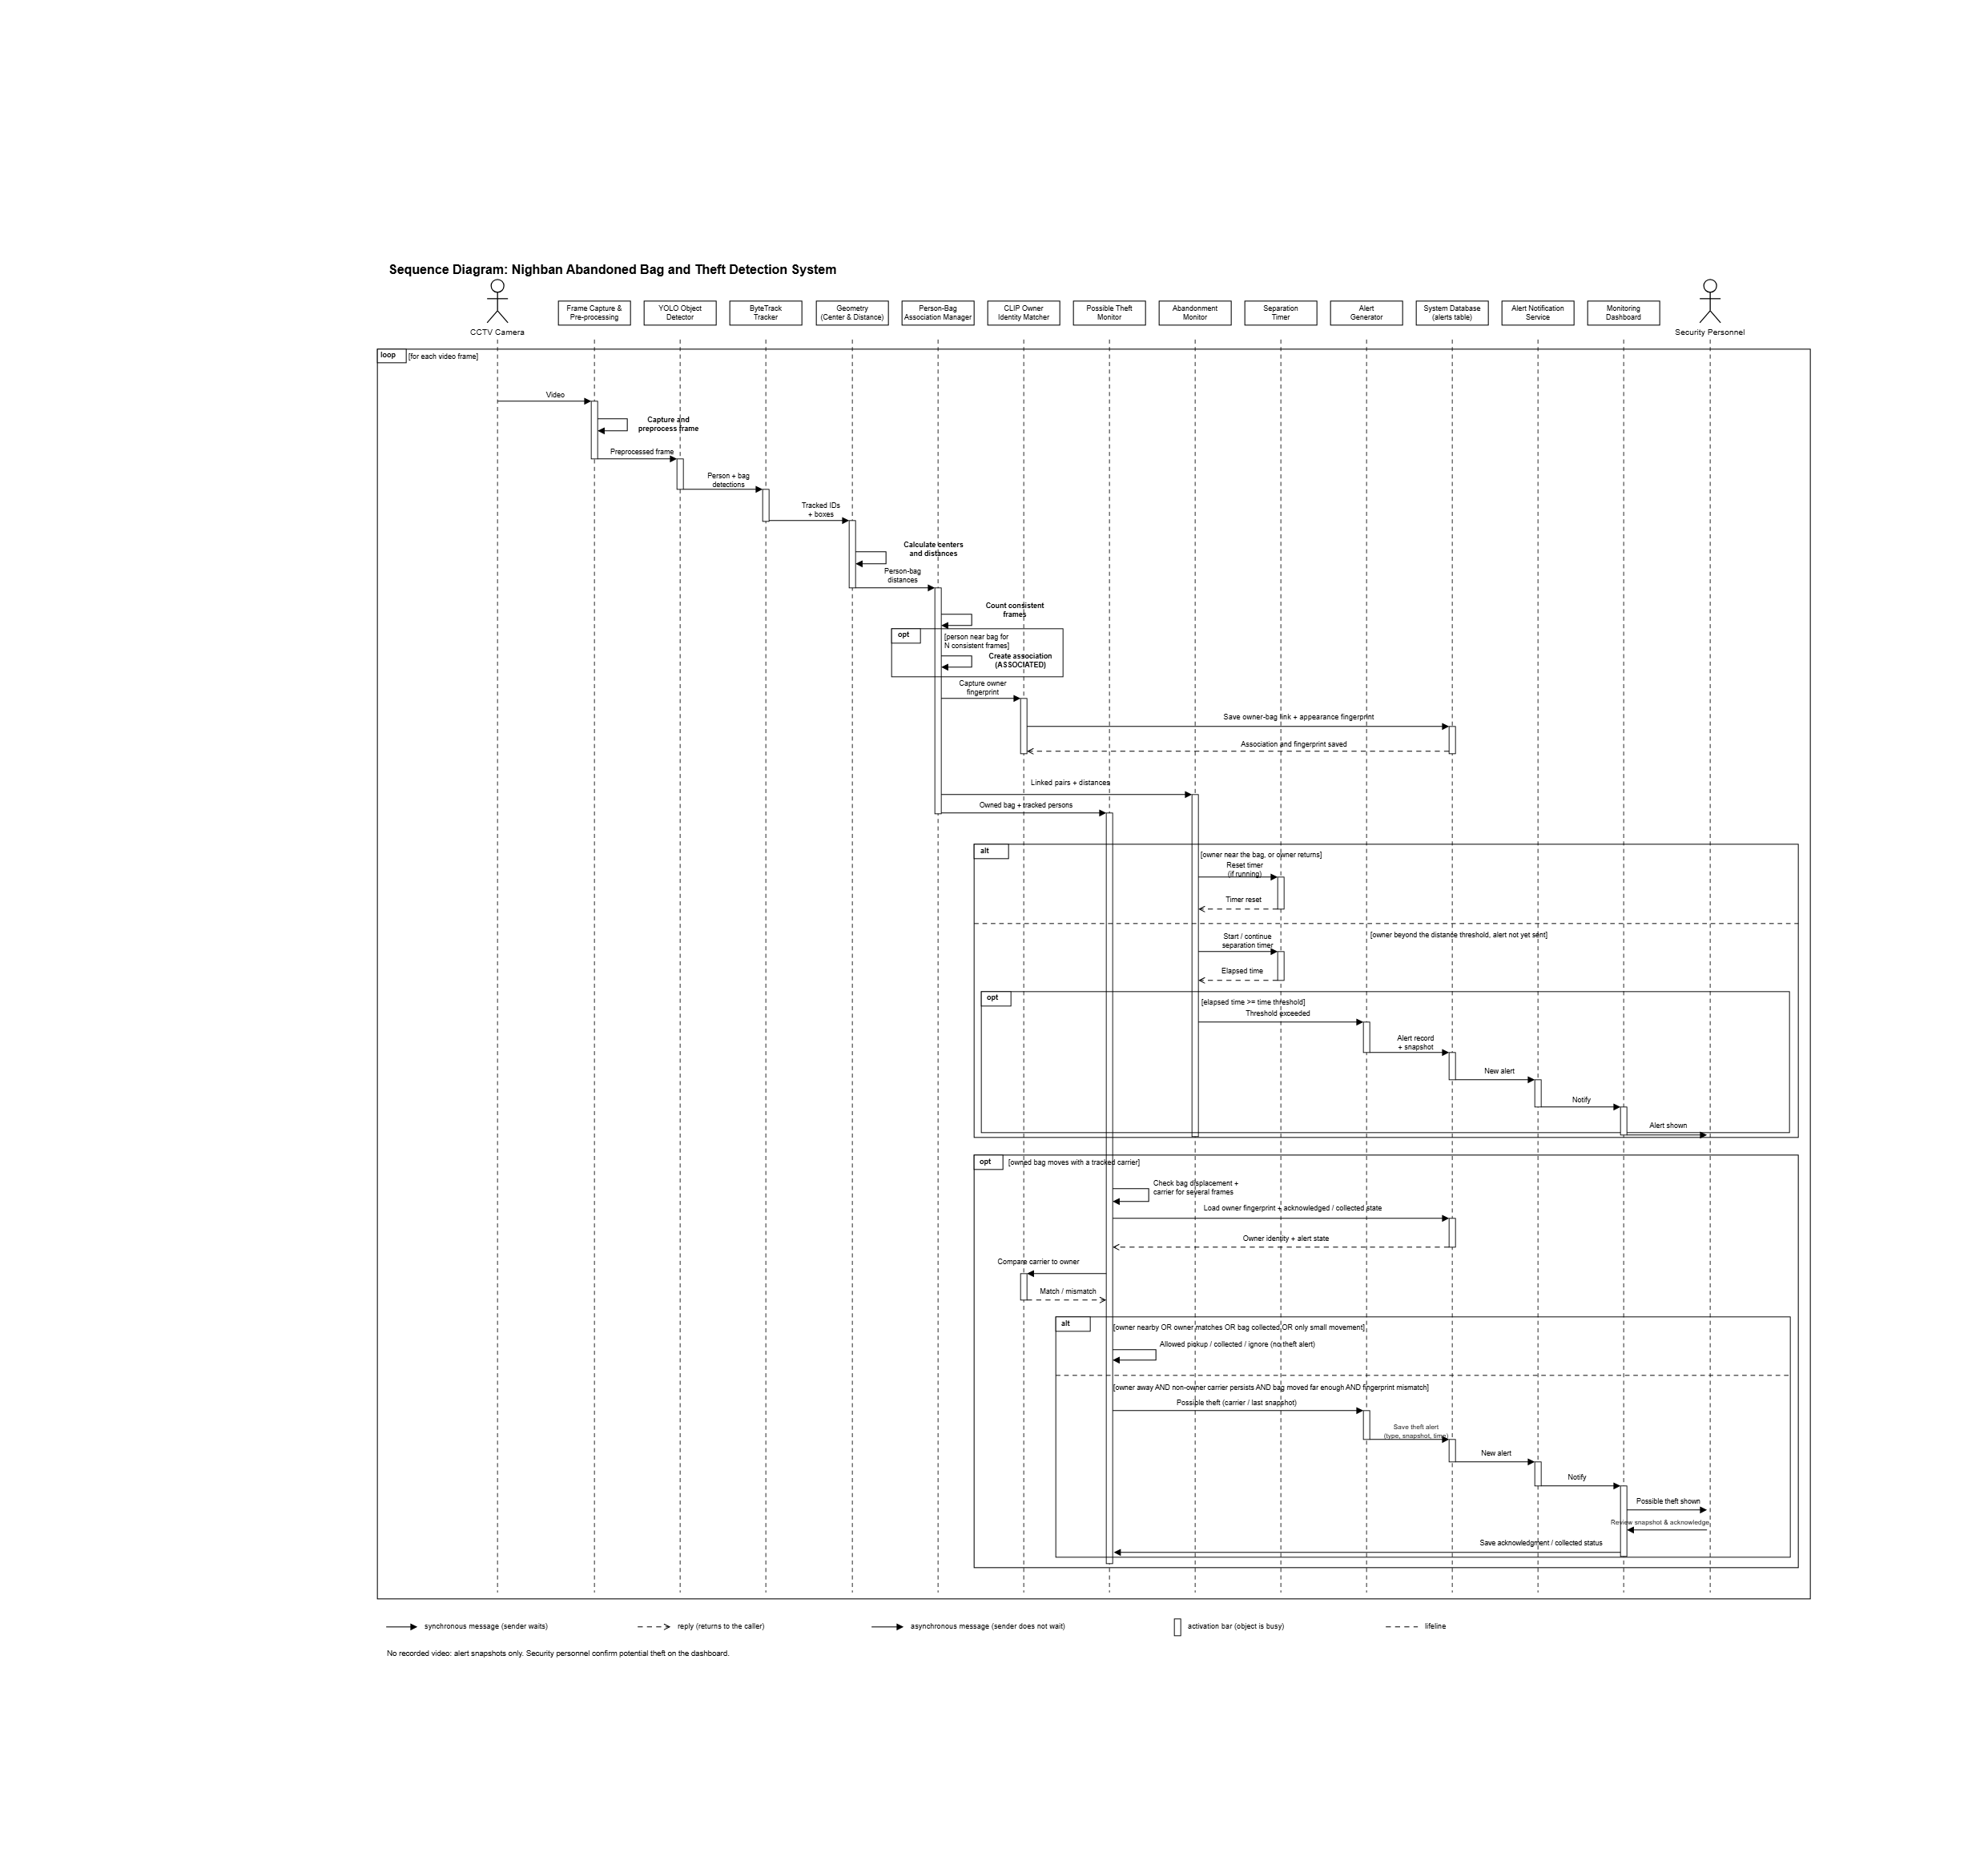 Sequence Diagram: Nighban Abandoned Bag and Theft Detection System
CCTV Camera
Frame Capture &
Pre-processing
YOLO Object
Detector
ByteTrack
Tracker
Geometry
(Center & Distance)
Person-Bag
Association Manager
CLIP Owner
Identity Matcher
Possible Theft
Monitor
Abandonment
Monitor
Separation
Timer
Alert
Generator
System Database
(alerts table)
Alert Notification
Service
Monitoring
Dashboard
Security Personnel
loop
[for each video frame]
Video
Capture and
preprocess frame
Preprocessed frame
Person + bag
detections
Tracked IDs
+ boxes
Calculate centers
and distances
Person-bag
distances
Count consistent
frames
opt
[person near bag for
N consistent frames]
Create association
(ASSOCIATED)
Capture owner
fingerprint
Save owner-bag link + appearance fingerprint
Association and fingerprint saved
Linked pairs + distances
Owned bag + tracked persons
alt
[owner near the bag, or owner returns]
Reset timer
(if running)
Timer reset
[owner beyond the distance threshold, alert not yet sent]
Start / continue
separation timer
Elapsed time
opt
[elapsed time >= time threshold]
Threshold exceeded
Alert record
+ snapshot
New alert
Notify
Alert shown
opt
[owned bag moves with a tracked carrier]
Check bag displacement +
carrier for several frames
Load owner fingerprint + acknowledged / collected state
Owner identity + alert state
Compare carrier to owner
Match / mismatch
alt
[owner nearby OR owner matches OR bag collected OR only small movement]
Allowed pickup / collected / ignore (no theft alert)
[owner away AND non-owner carrier persists AND bag moved far enough AND fingerprint mismatch]
Possible theft (carrier / last snapshot)
Save theft alert
(type, snapshot, time)
New alert
Notify
Possible theft shown
Review snapshot & acknowledge
Save acknowledgment / collected status
synchronous message (sender waits)
reply (returns to the caller)
asynchronous message (sender does not wait)
activation bar (object is busy)
lifeline
No recorded video: alert snapshots only. Security personnel confirm potential theft on the dashboard.